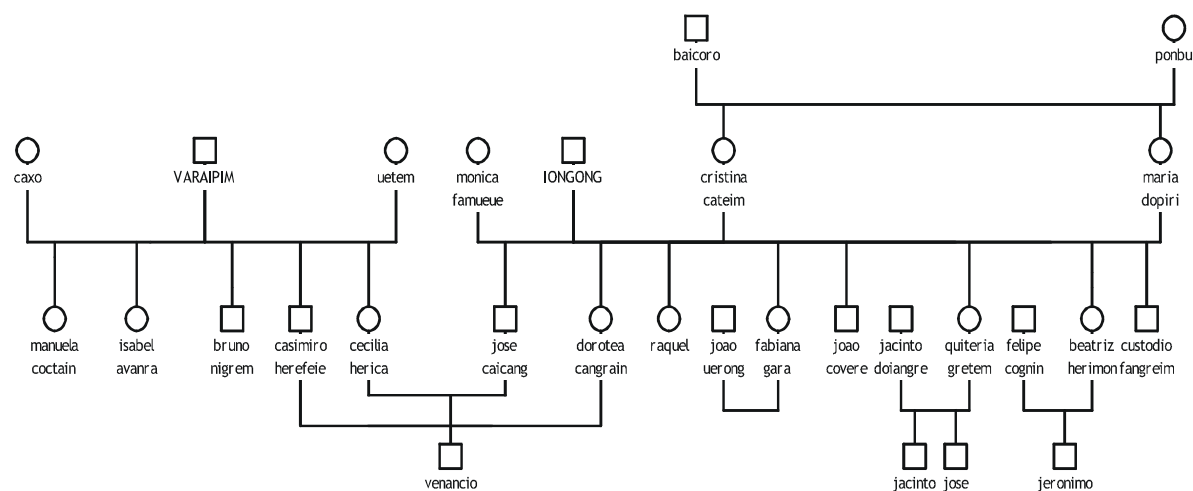 baicoro ponbu
caxo VARAIPIM uetem monica IONGONG cristina maria
famueue cateim dopiri
manuela isabel bruno casimiro cecilia jose dorotea raquel joao fabiana joao jacinto quiteria felipe beatriz custodio
coctain avanra nigrem herefeie herica caicang cangrain uerong gara covere doiangre gretem cognin herimon fangreim
venancio jacinto jose jeronimo